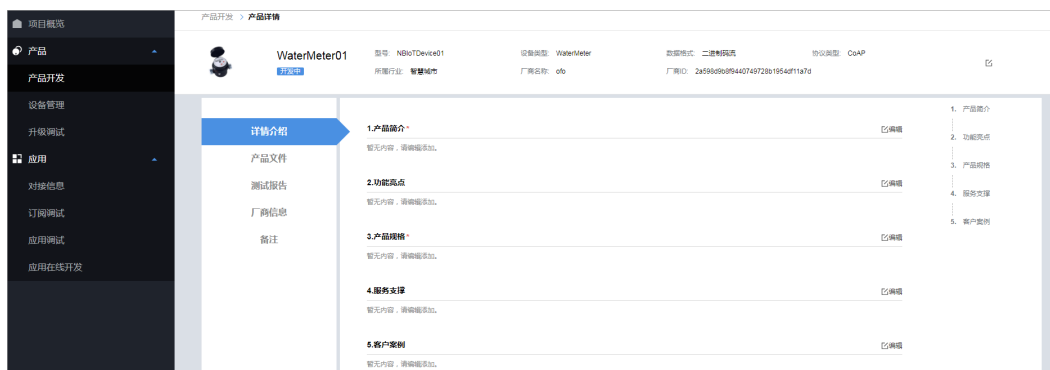 项目概览
产品
产品开发
设备管理
升级调试
应用
对接信息
订阅调试
应用调试
应用在线开发
产品开发 > 产品详情
WaterMeter01
开发中
型号: NBIoTDevice01
设备类型: WaterMeter
数据格式: 二进制码流
协议类型: CoAP
所属行业: 智慧城市
厂商名称: ofo
厂商ID: 2a598d9b8f9440749728b1954df11a7d
详情介绍
产品文件
测试报告
厂商信息
备注
1.产品简介*
编辑
暂无内容，请编辑添加。
2.功能亮点
编辑
暂无内容，请编辑添加。
3.产品规格*
编辑
暂无内容，请编辑添加。
4.服务支撑
编辑
暂无内容，请编辑添加。
5.客户案例
编辑
暂无内容，请编辑添加。
1. 产品简介
2. 功能亮点
3. 产品规格
4. 服务支撑
5. 客户案例